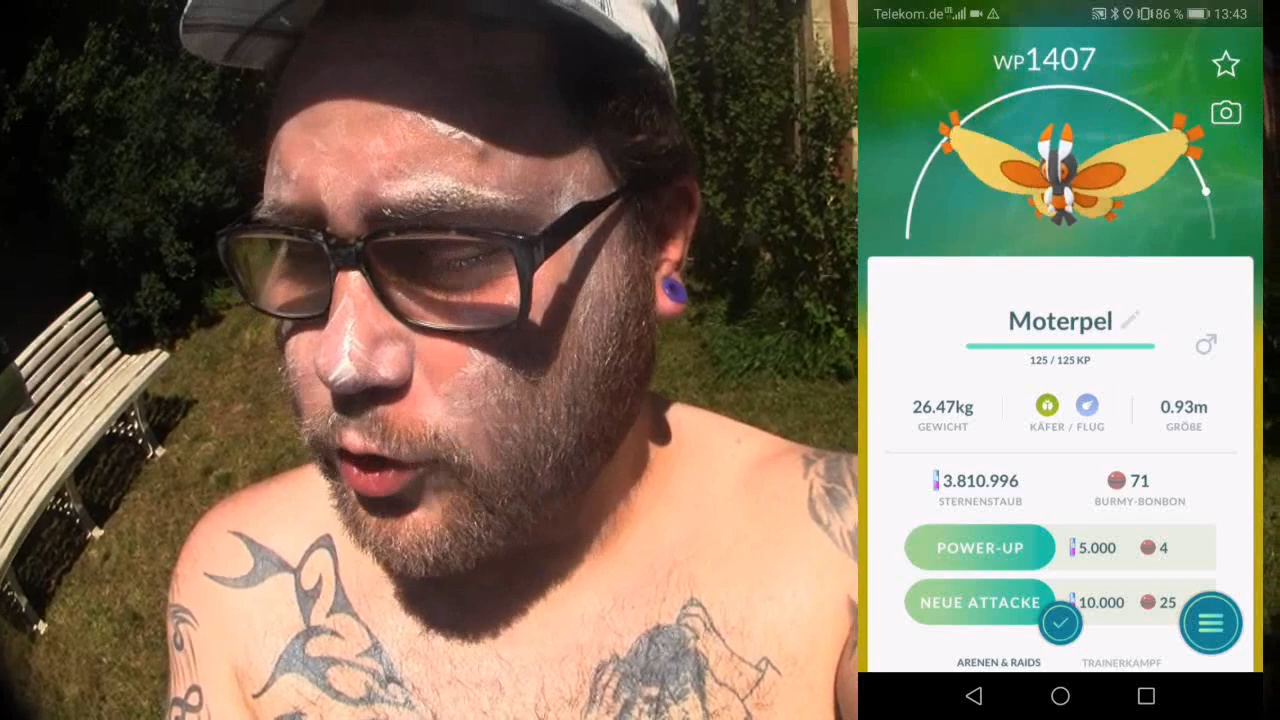 Telekom.de 86 % 13:43
WP1407
Moterpel
125 / 125 KP
26.47kg 0.93m
GEWICHT KÄFER / FLUG GRÖßE
3.810.996 71
STERNENSTAUB BURMY-BONBON
POWER-UP 5.000 4
NEUE ATTACKE 10.000 25
ARENEN & RAIDS TRAINERKAMPF